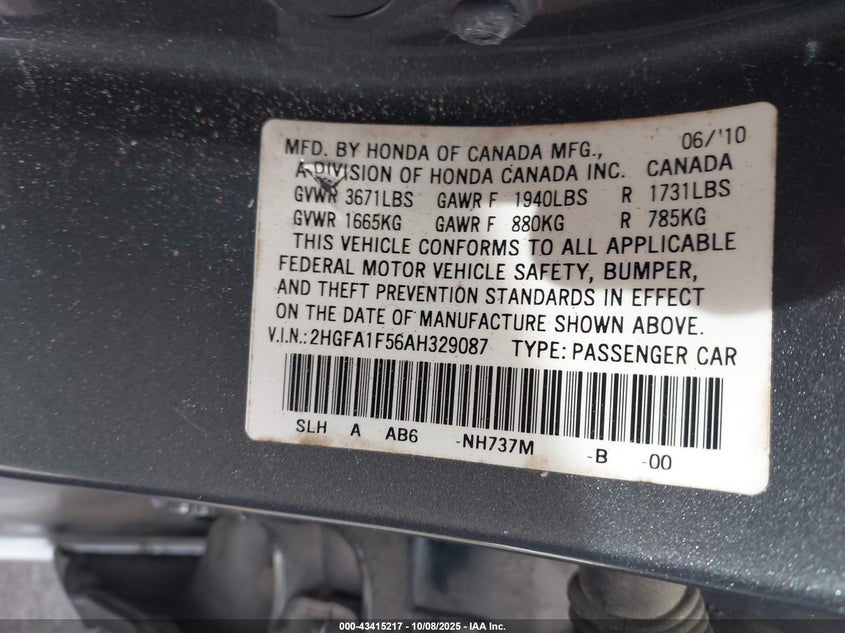 06/'10
MFD. BY HONDA OF CANADA MFG.,
A DIVISION OF HONDA CANADA INC. CANADA
GVWR 3671LBS GAWR F 1940LBS R 1731LBS
GVWR 1665KG GAWR F 880KG R 785KG
THIS VEHICLE CONFORMS TO ALL APPLICABLE
FEDERAL MOTOR VEHICLE SAFETY, BUMPER,
AND THEFT PREVENTION STANDARDS IN EFFECT
ON THE DATE OF MANUFACTURE SHOWN ABOVE.
V.I.N.:2HGFA1F56AH329087 TYPE: PASSENGER CAR
SLH A AB6 -NH737M -B -00
000-43415217 - 10/08/2025 - IAA Inc.